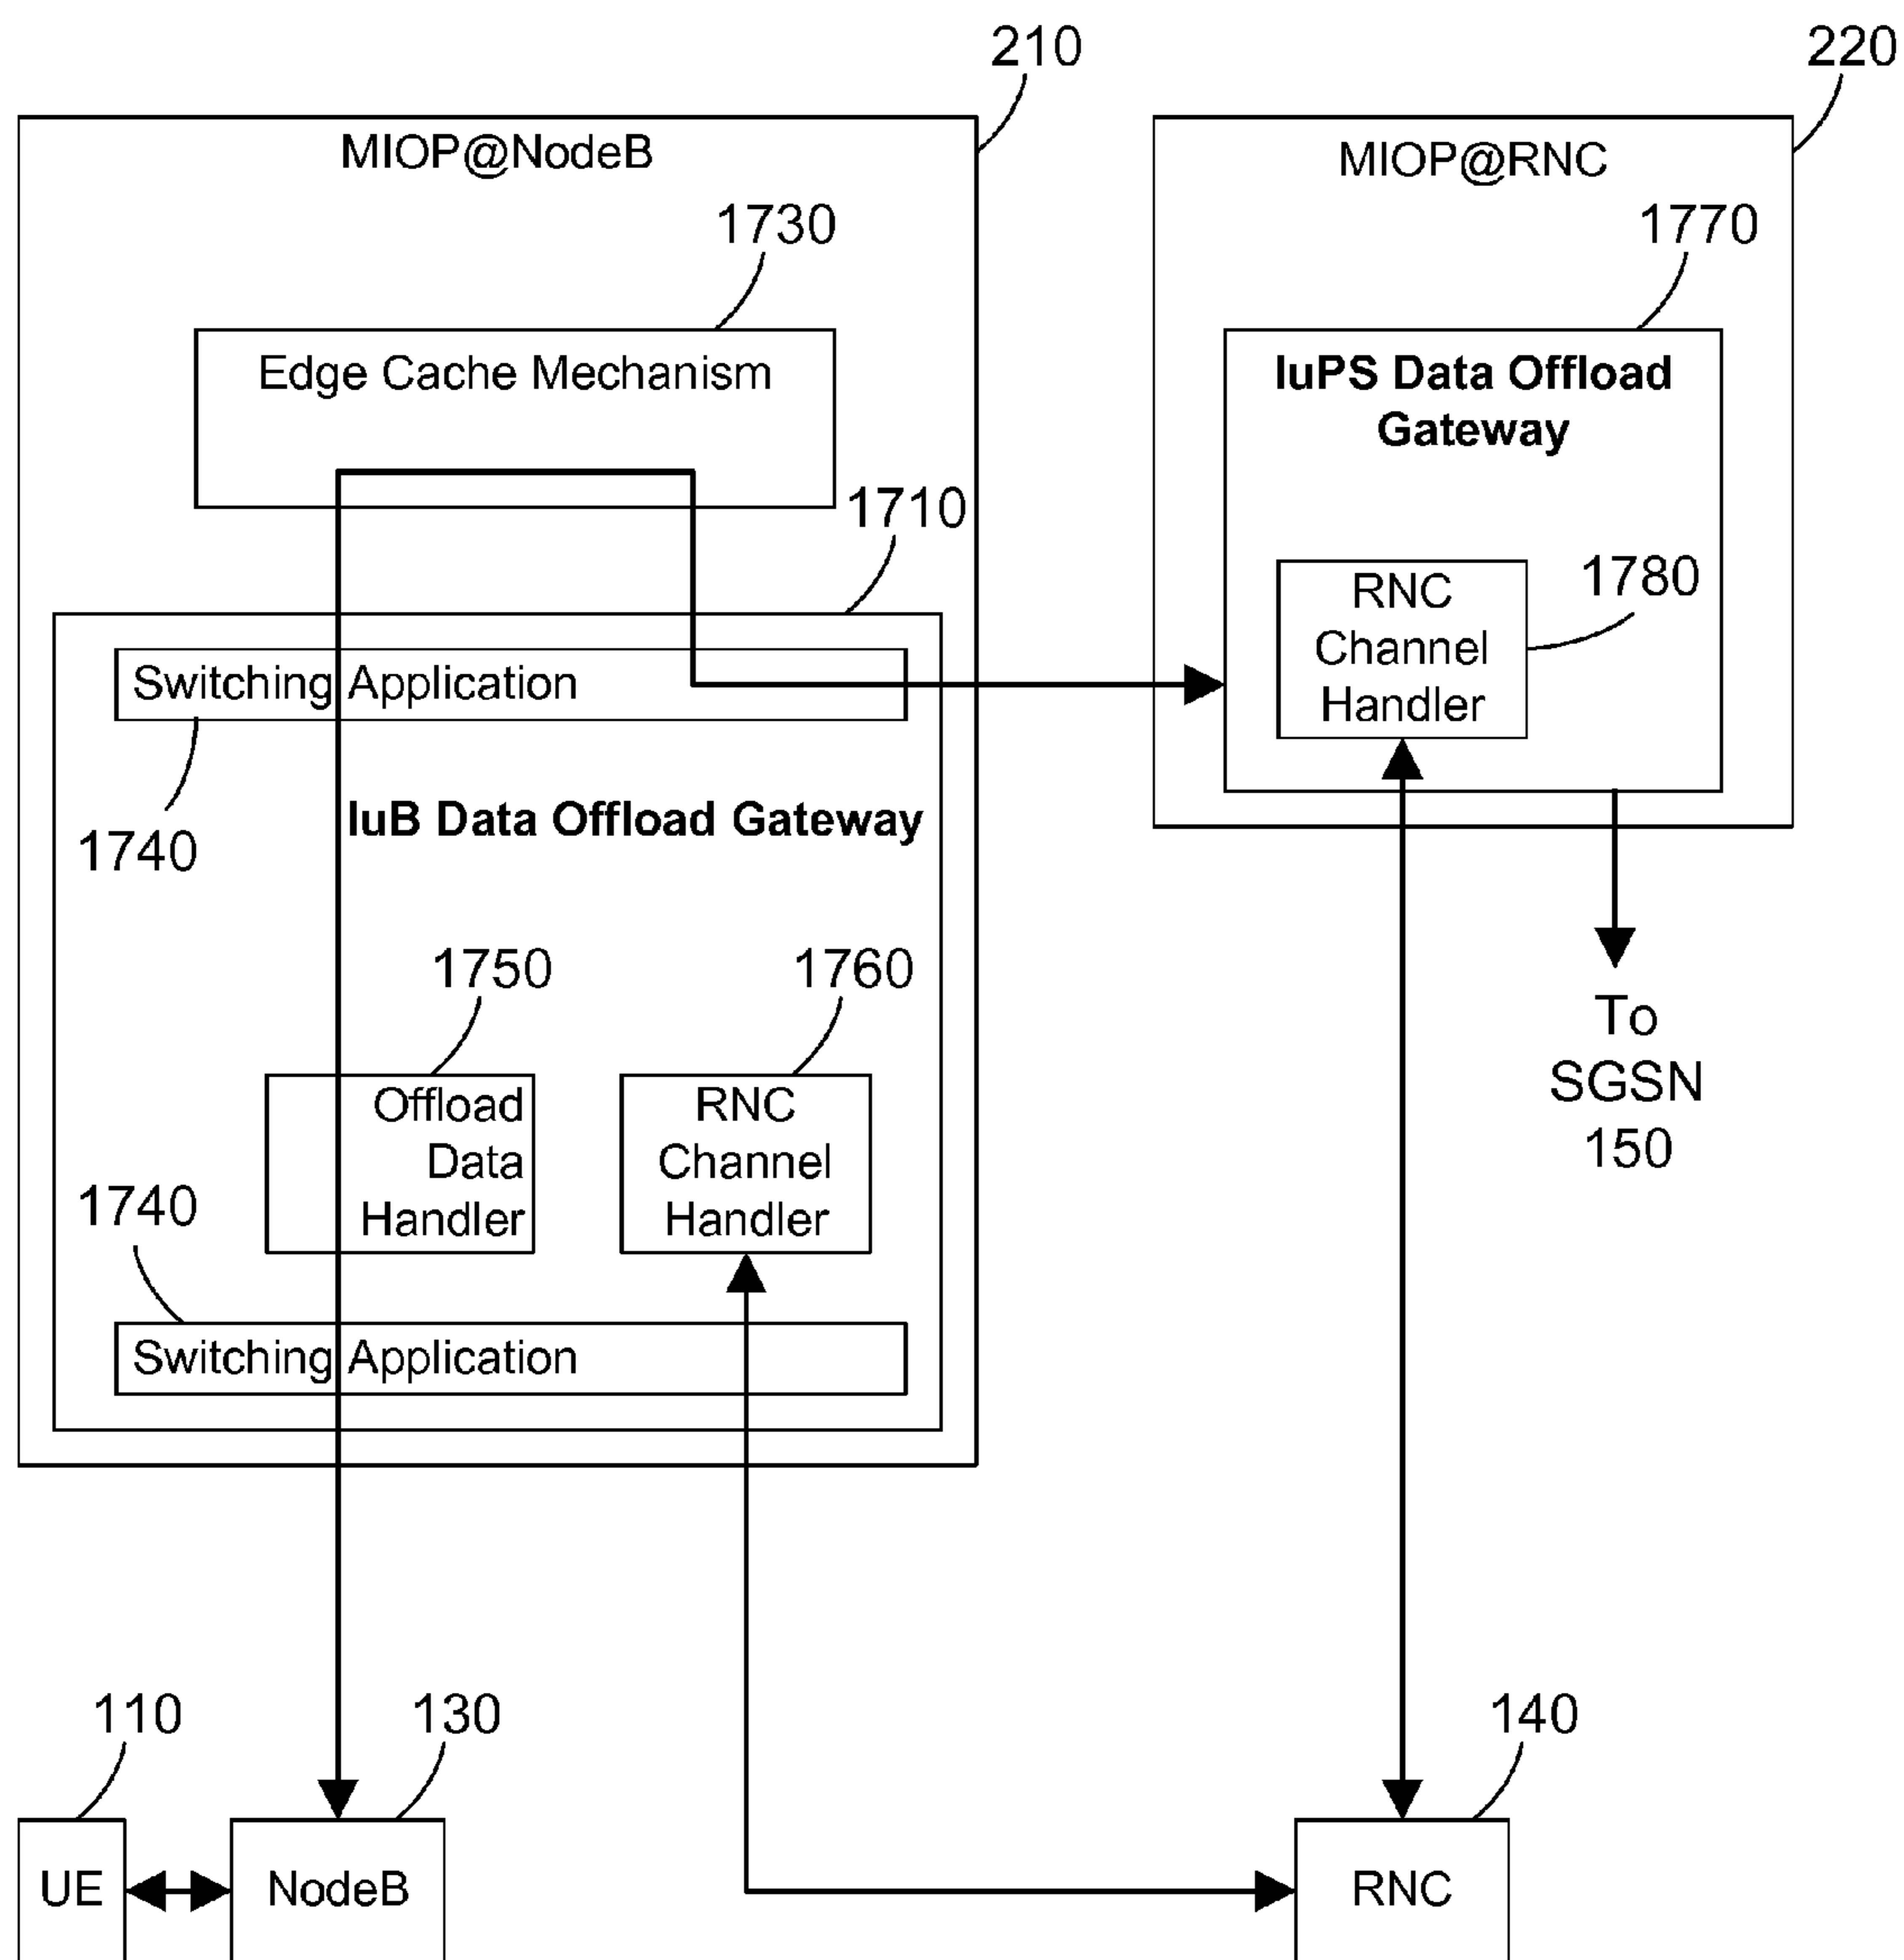 210
220
MIOP@NodeB
MIOP@RNC
1730
1770
Edge Cache Mechanism
IuPS Data Offload
Gateway
1710
RNC
Channel
Handler
1780
Switching Application
1740
IuB Data Offload Gateway
1750
1760
Offload
Data
Handler
RNC
Channel
Handler
To
SGSN
150
1740
Switching Application
110
130
140
UE
NodeB
RNC